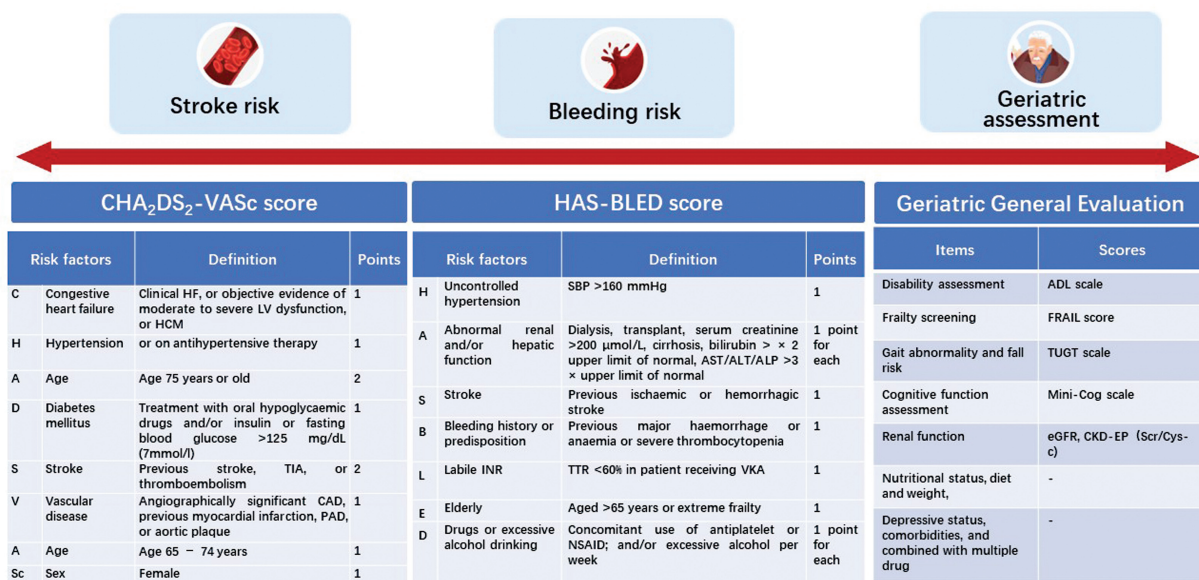 Stroke risk
Bleeding risk
Geriatric
assessment
CHA2DS2-VASc score
Risk factors Definition Points
C Congestive heart failure Clinical HF, or objective evidence of 1
moderate to severe LV dysfunction,
or HCM
H Hypertension or on antihypertensive therapy 1
A Age Age 75 years or old 2
D Diabetes mellitus Treatment with oral hypoglycaemic 1
drugs and/or insulin or fasting
blood glucose >125 mg/dL
(7mmol/l)
S Stroke Previous stroke, TIA, or 2
thromboembolism
V Vascular disease Angiographically significant CAD, 1
previous myocardial infarction, PAD,
or aortic plaque
A Age Age 65 – 74 years 1
Sc Sex Female 1
HAS-BLED score
Risk factors Definition Points
H Uncontrolled hypertension SBP >160 mmHg 1
A Abnormal renal and/or hepatic function Dialysis, transplant, serum creatinine 1 point
>200 μmol/L, cirrhosis, bilirubin > × 2 for
upper limit of normal, AST/ALT/ALP >3 each
× upper limit of normal
S Stroke Previous ischaemic or hemorrhagic 1
stroke
B Bleeding history or predisposition Previous major haemorrhage or 1
anaemia or severe thrombocytopenia
L Labile INR TTR <60% in patient receiving VKA 1
E Elderly Aged >65 years or extreme frailty 1
D Drugs or excessive alcohol drinking Concomitant use of antiplatelet or 1 point
NSAID; and/or excessive alcohol per for
week each
Geriatric General Evaluation
Items Scores
Disability assessment ADL scale
Frailty screening FRAIL score
Gait abnormality and fall risk TUGT scale
Cognitive function assessment Mini-Cog scale
Renal function eGFR, CKD-EP (Scr/Cys-
c)
Nutritional status, diet and weight, -
Depressive status, -
comorbidities, and
combined with multiple
drug